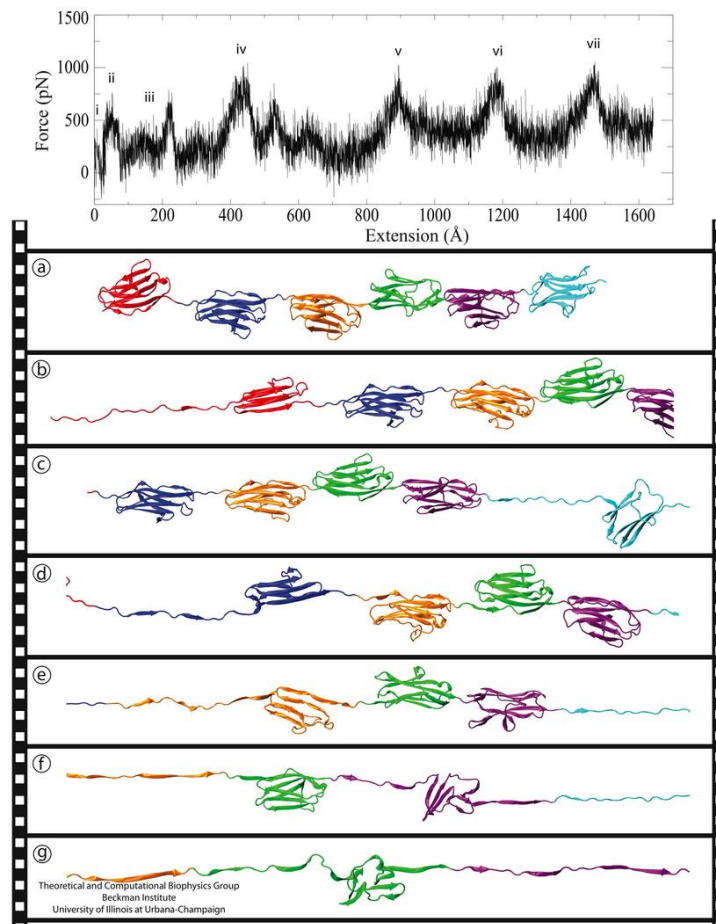 1500
1000
500
0
Force (pN)
i
ii
iii
iv
v
vi
vii
0 200 400 600 800 1000 1200 1400 1600
Extension (Å)
a
b
c
d
e
f
g
Theoretical and Computational Biophysics Group
Beckman Institute
University of Illinois at Urbana-Champaign